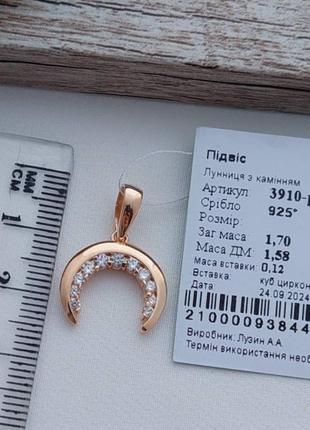 MM
CM
1
2
Підвіс
Лунниця з камінням
Артикул: 3910-
Срібло 925°
Розмір:
Заг маса: 1,70
Маса ДМ: 1,58
Маса вставки: 0,12
Вставка: куб циркон
Дата: 24.09.2024
21000093844
Виробник: Лузин А.А.
Термін використання необ